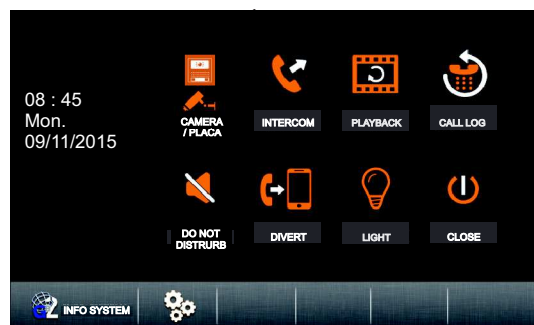 08 : 45
Mon.
09/11/2015
CAMERA
/ PLACA
INTERCOM
PLAYBACK
CALL LOG
DO NOT
DISTRURB
DIVERT
LIGHT
CLOSE
e2 INFO SYSTEM